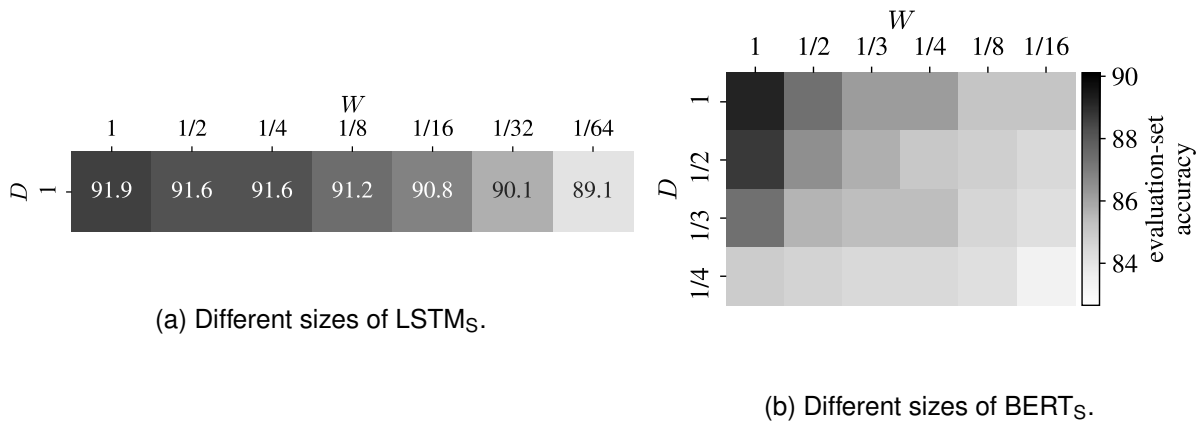 W
1 1/2 1/4 1/8 1/16 1/32 1/64
D 1 91.9 91.6 91.6 91.2 90.8 90.1 89.1
(a) Different sizes of LSTMS.
W
1 1/2 1/3 1/4 1/8 1/16
D
1
1/2
1/3
1/4
90
88
86
84
evaluation-set
accuracy
(b) Different sizes of BERTS.